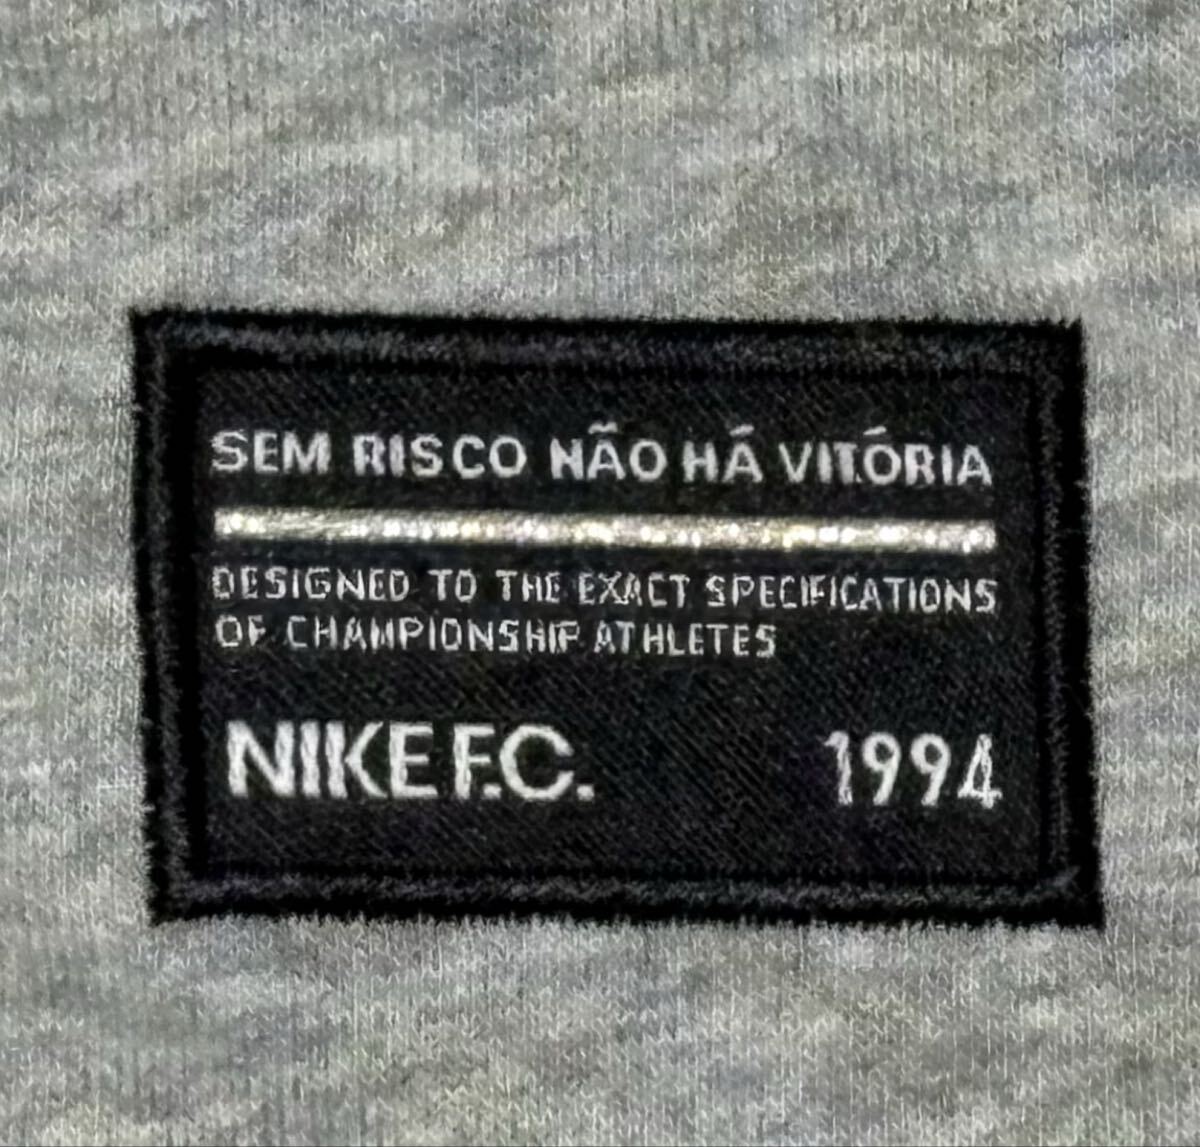 SEM RISCO NÃO HÁ VITÓRIA
DESIGNED TO THE EXACT SPECIFICATIONS
OF CHAMPIONSHIP ATHLETES
NIKE F.C. 1994